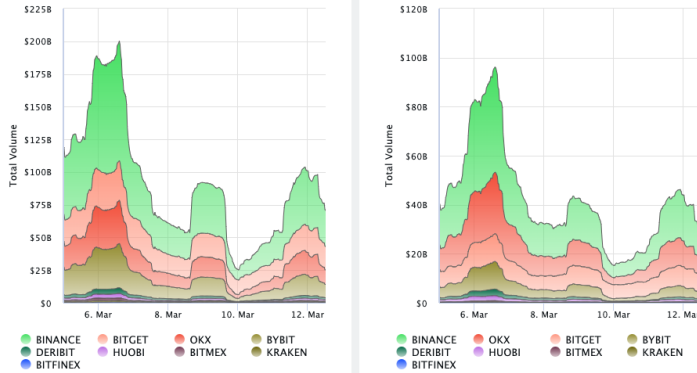 $225B
$200B
$175B
$150B
$125B
$100B
$75B
$50B
$25B
$0
Total Volume
6. Mar 8. Mar 10. Mar 12. Mar
BINANCE BITGET OKX BYBIT
DERIBIT HUOBI BITMEX KRAKEN
BITFINEX
$120B
$100B
$80B
$60B
$40B
$20B
$0
Total Volume
6. Mar 8. Mar 10. Mar 12. Mar
BINANCE OKX BITGET BYBIT
DERIBIT HUOBI BITMEX KRAKEN
BITFINEX